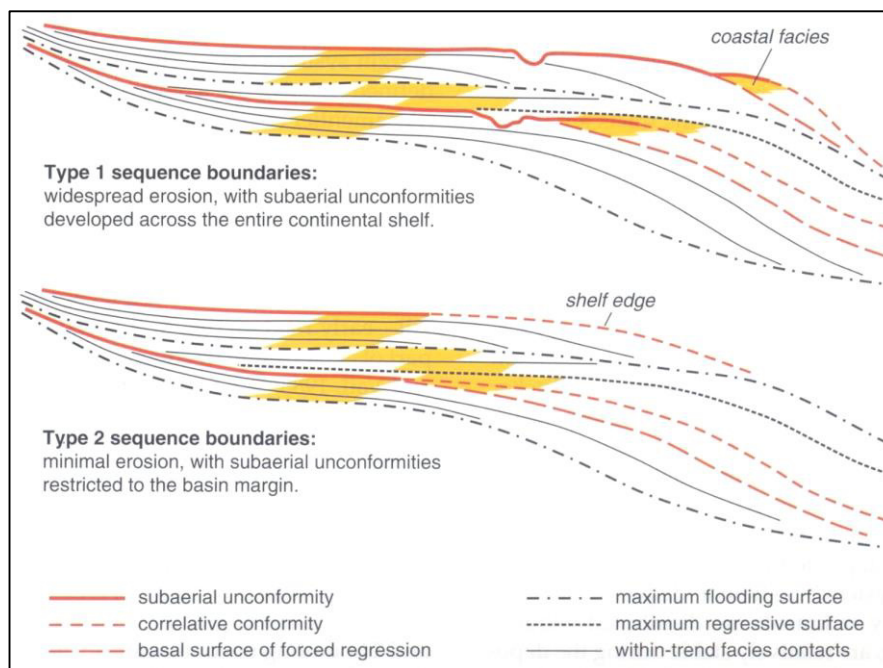 coastal facies
Type 1 sequence boundaries:
widespread erosion, with subaerial unconformities
developed across the entire continental shelf.
shelf edge
Type 2 sequence boundaries:
minimal erosion, with subaerial unconformities
restricted to the basin margin.
subaerial unconformity
correlative conformity
basal surface of forced regression
maximum flooding surface
maximum regressive surface
within-trend facies contacts